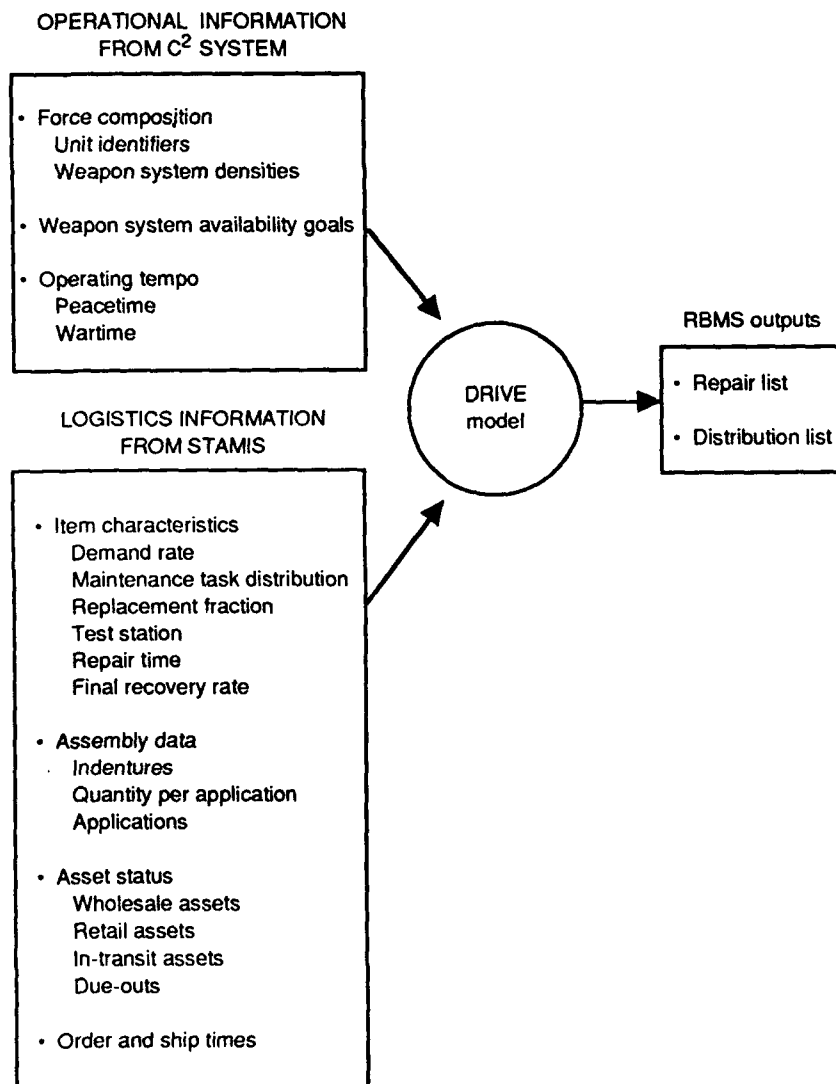 OPERATIONAL INFORMATION
FROM C² SYSTEM
• Force composition
Unit identifiers
Weapon system densities
• Weapon system availability goals
• Operating tempo
Peacetime
Wartime
LOGISTICS INFORMATION
FROM STAMIS
• Item characteristics
Demand rate
Maintenance task distribution
Replacement fraction
Test station
Repair time
Final recovery rate
• Assembly data
Indentures
Quantity per application
Applications
• Asset status
Wholesale assets
Retail assets
In-transit assets
Due-outs
• Order and ship times
DRIVE
model
RBMS outputs
• Repair list
• Distribution list